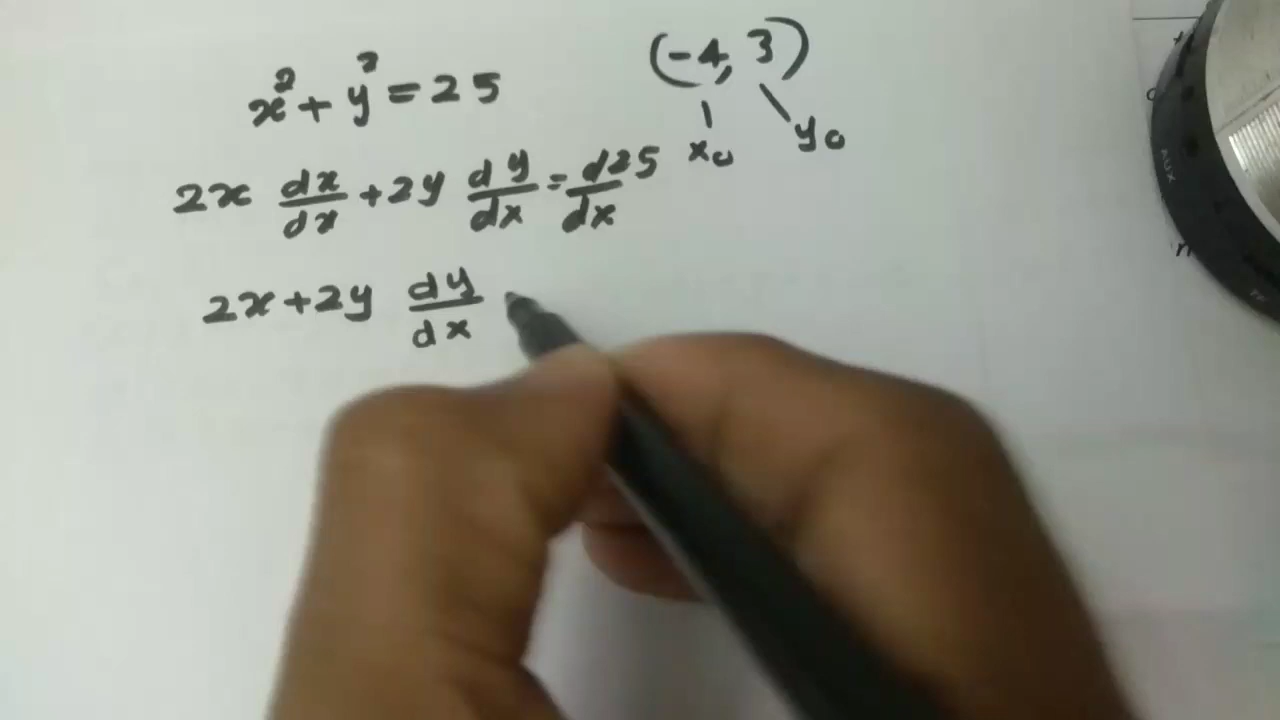 x² + y² = 25 (-4, 3)
x₀ y₀
2x dx/dx + 2y dy/dx = d25/dx
2x + 2y dy/dx
AUX